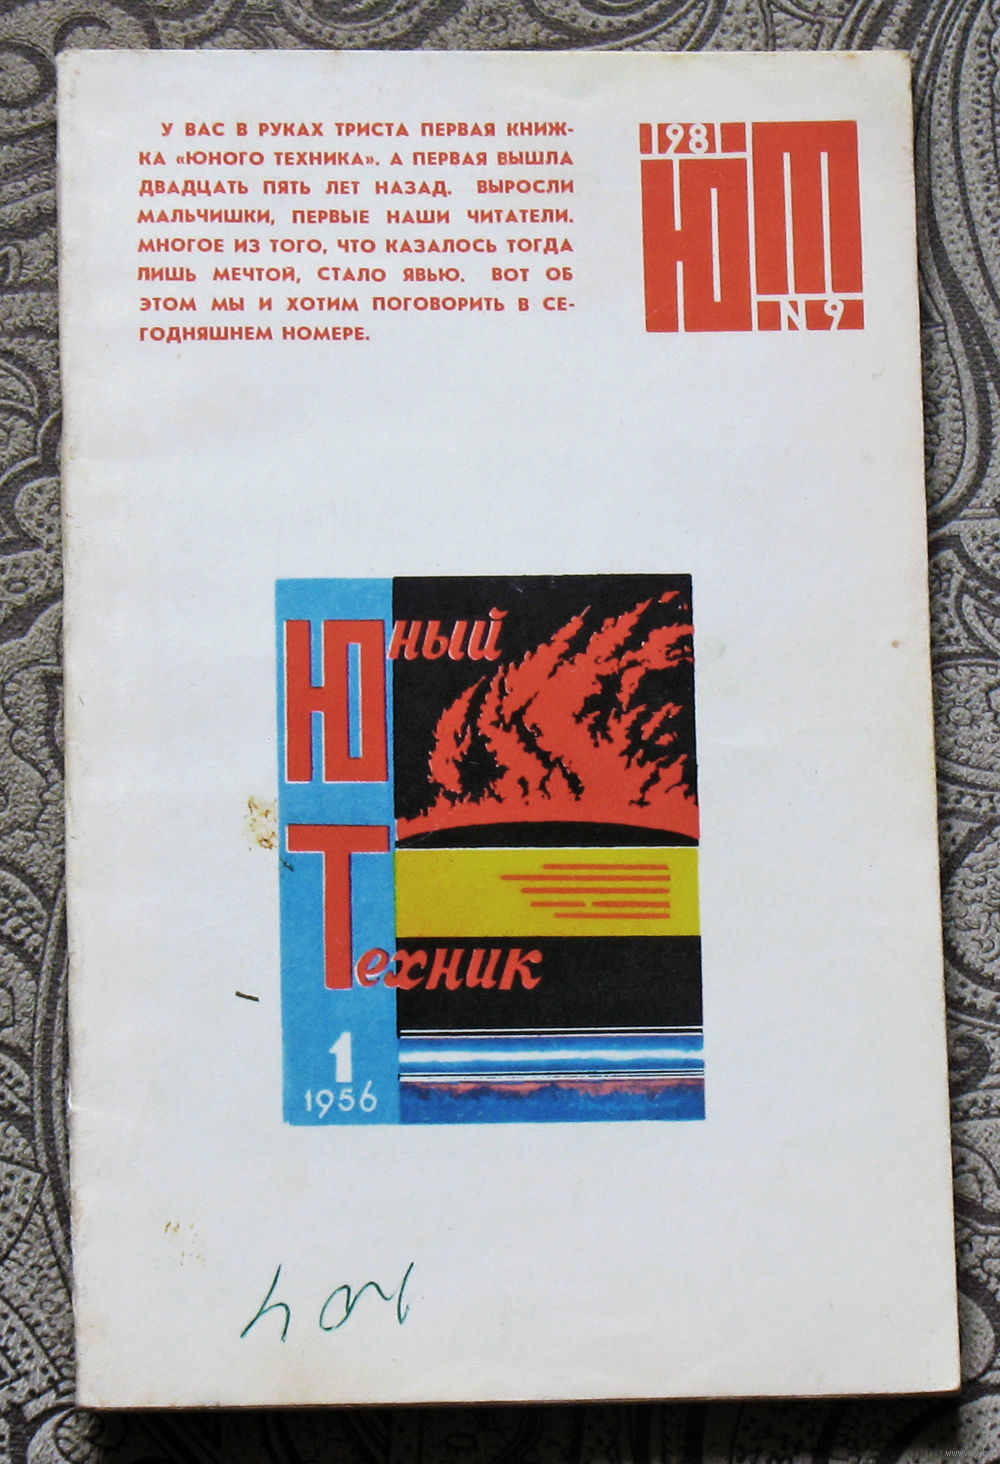 У ВАС В РУКАХ ТРИСТА ПЕРВАЯ КНИЖ-
КА «ЮНОГО ТЕХНИКА». А ПЕРВАЯ ВЫШЛА
ДВАДЦАТЬ ПЯТЬ ЛЕТ НАЗАД. ВЫРОСЛИ
МАЛЬЧИШКИ, ПЕРВЫЕ НАШИ ЧИТАТЕЛИ.
МНОГОЕ ИЗ ТОГО, ЧТО КАЗАЛОСЬ ТОГДА
ЛИШЬ МЕЧТОЙ, СТАЛО ЯВЬЮ. ВОТ ОБ
ЭТОМ МЫ И ХОТИМ ПОГОВОРИТЬ В СЕ-
ГОДНЯШНЕМ НОМЕРЕ.
1981
ЮТ
N 9
Юный
Техник
1
1956